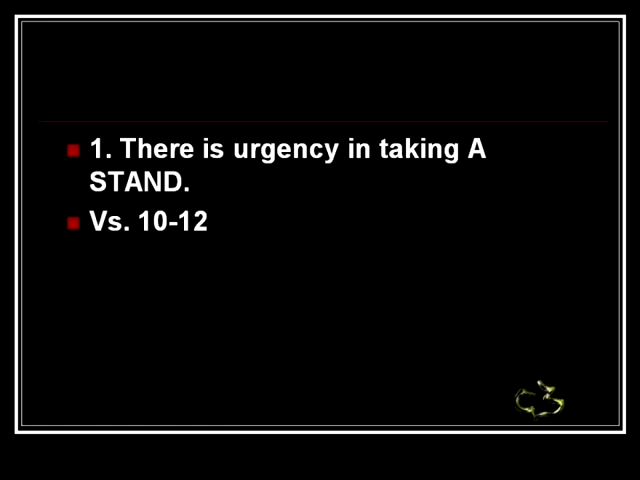 1. There is urgency in taking A
STAND.
Vs. 10-12